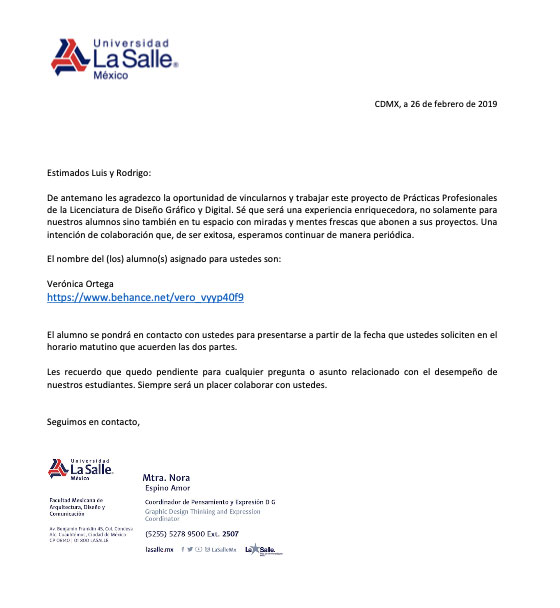 Universidad
La Salle®
México
CDMX, a 26 de febrero de 2019
Estimados Luis y Rodrigo:
De antemano les agradezco la oportunidad de vincularnos y trabajar este proyecto de Prácticas Profesionales
de la Licenciatura de Diseño Gráfico y Digital. Sé que será una experiencia enriquecedora, no solamente para
nuestros alumnos sino también en tu espacio con miradas y mentes frescas que abonen a sus proyectos. Una
intención de colaboración que, de ser exitosa, esperamos continuar de manera periódica.
El nombre del (los) alumno(s) asignado para ustedes son:
Verónica Ortega
https://www.behance.net/vero_vyyp40f9
El alumno se pondrá en contacto con ustedes para presentarse a partir de la fecha que ustedes soliciten en el
horario matutino que acuerden las dos partes.
Les recuerdo que quedo pendiente para cualquier pregunta o asunto relacionado con el desempeño de
nuestros estudiantes. Siempre será un placer colaborar con ustedes.
Seguimos en contacto,
Universidad
La Salle
México
Facultad Mexicana de
Arquitectura, Diseño y
Comunicación
Av. Benjamín Franklin 45, Col. Condesa
Cuauhtémoc, Ciudad de México
LASALLE
Mtra. Nora
Espino Amor
Coordinador de Pensamiento y Expresión D G
Graphic Design Thinking and Expression
Coordinator
(5255) 5278 9500 Ext. 2507
lasalle.mx LaSalleMx
La Salle